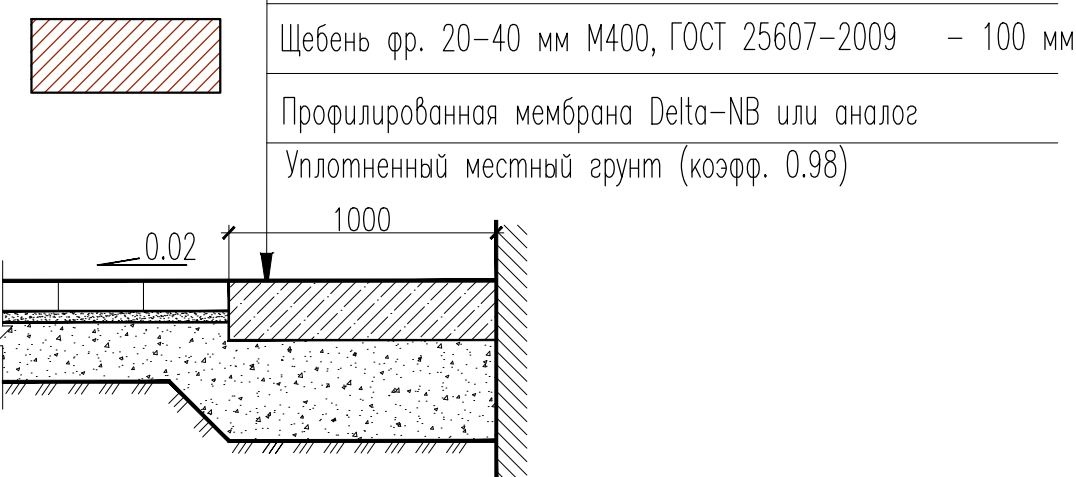 Щебень фр. 20-40 мм М400, ГОСТ 25607-2009 - 100 мм
Профилированная мембрана Delta-NB или аналог
Уплотненный местный грунт (коэфф. 0.98)
1000
0.02